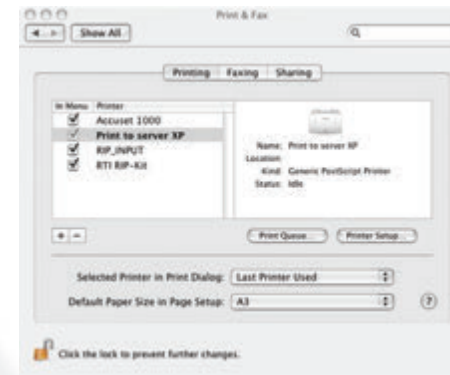 Print & Fax
Show All
Printing Faxing Sharing
In Menu Printer
Accuset 1000
Print to server XP
RIP_INPUT
RTI RIP-Kit
Name: Print to server XP
Location:
Kind: Generic PostScript Printer
Status: Idle
+ −
Print Queue... Printer Setup...
Selected Printer in Print Dialog: Last Printer Used
Default Paper Size in Page Setup: A3 ?
Click the lock to prevent further changes.